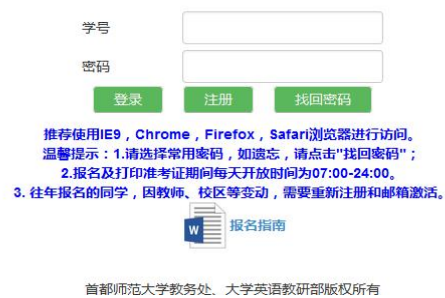 学号
密码
登录 注册 找回密码
推荐使用IE9，Chrome，Firefox，Safari浏览器进行访问。
温馨提示：1.请选择常用密码，如遗忘，请点击"找回密码"；
2.报名及打印准考证期间每天开放时间为07:00-24:00。
3. 往年报名的同学，因教师、校区等变动，需要重新注册和邮箱激活。
W 报名指南
首都师范大学教务处、大学英语教研部版权所有